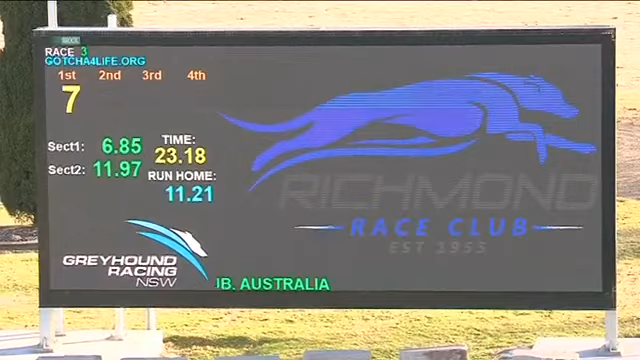 RACE 3
GOTCHA4LIFE.ORG
1st 2nd 3rd 4th
7
Sect1: 6.85
Sect2: 11.97
TIME:
23.18
RUN HOME:
11.21
RICHMOND
RACE CLUB
EST 1955
GREYHOUND
RACING
NSW
AUSTRALIA